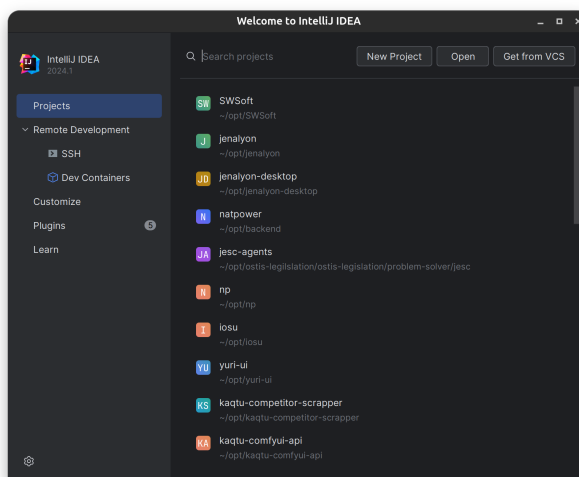 Welcome to IntelliJ IDEA
IntelliJ IDEA
2024.1
Projects
Remote Development
SSH
Dev Containers
Customize
Plugins 5
Learn
Search projects New Project Open Get from VCS
SW SWSoft
~/opt/SWSoft
J jenalyon
~/opt/jenalyon
JD jenalyon-desktop
~/opt/jenalyon-desktop
N natpower
~/opt/backend
JA jesc-agents
~/opt/ostis-legilslation/ostis-legislation/problem-solver/jesc
N np
~/opt/np
I iosu
~/opt/iosu
YU yuri-ui
~/opt/yuri-ui
KS kaqtu-competitor-scrapper
~/opt/kaqtu-competitor-scrapper
KA kaqtu-comfyui-api
~/opt/kaqtu-comfyui-api